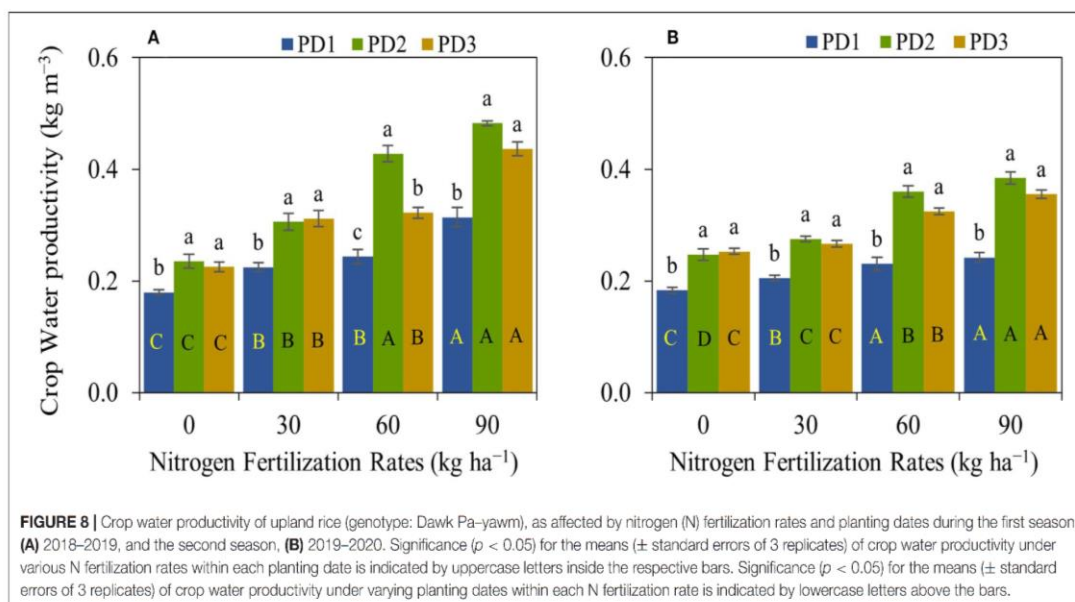 A
PD1 PD2 PD3
B
PD1 PD2 PD3
Crop Water productivity (kg m⁻³)
0.6
0.4
0.2
0.0
b a a b a a c a b b a a
C C C B B B B A B A A A
0 30 60 90
Nitrogen Fertilization Rates (kg ha⁻¹)
0.6
0.4
0.2
0.0
b a a b a a b a a b a a
C D C B C C A B B A A A
0 30 60 90
Nitrogen Fertilization Rates (kg ha⁻¹)
FIGURE 8 | Crop water productivity of upland rice (genotype: Dawk Pa–yawm), as affected by nitrogen (N) fertilization rates and planting dates during the first season
(A) 2018–2019, and the second season, (B) 2019–2020. Significance (p < 0.05) for the means (± standard errors of 3 replicates) of crop water productivity under
various N fertilization rates within each planting date is indicated by uppercase letters inside the respective bars. Significance (p < 0.05) for the means (± standard
errors of 3 replicates) of crop water productivity under varying planting dates within each N fertilization rate is indicated by lowercase letters above the bars.